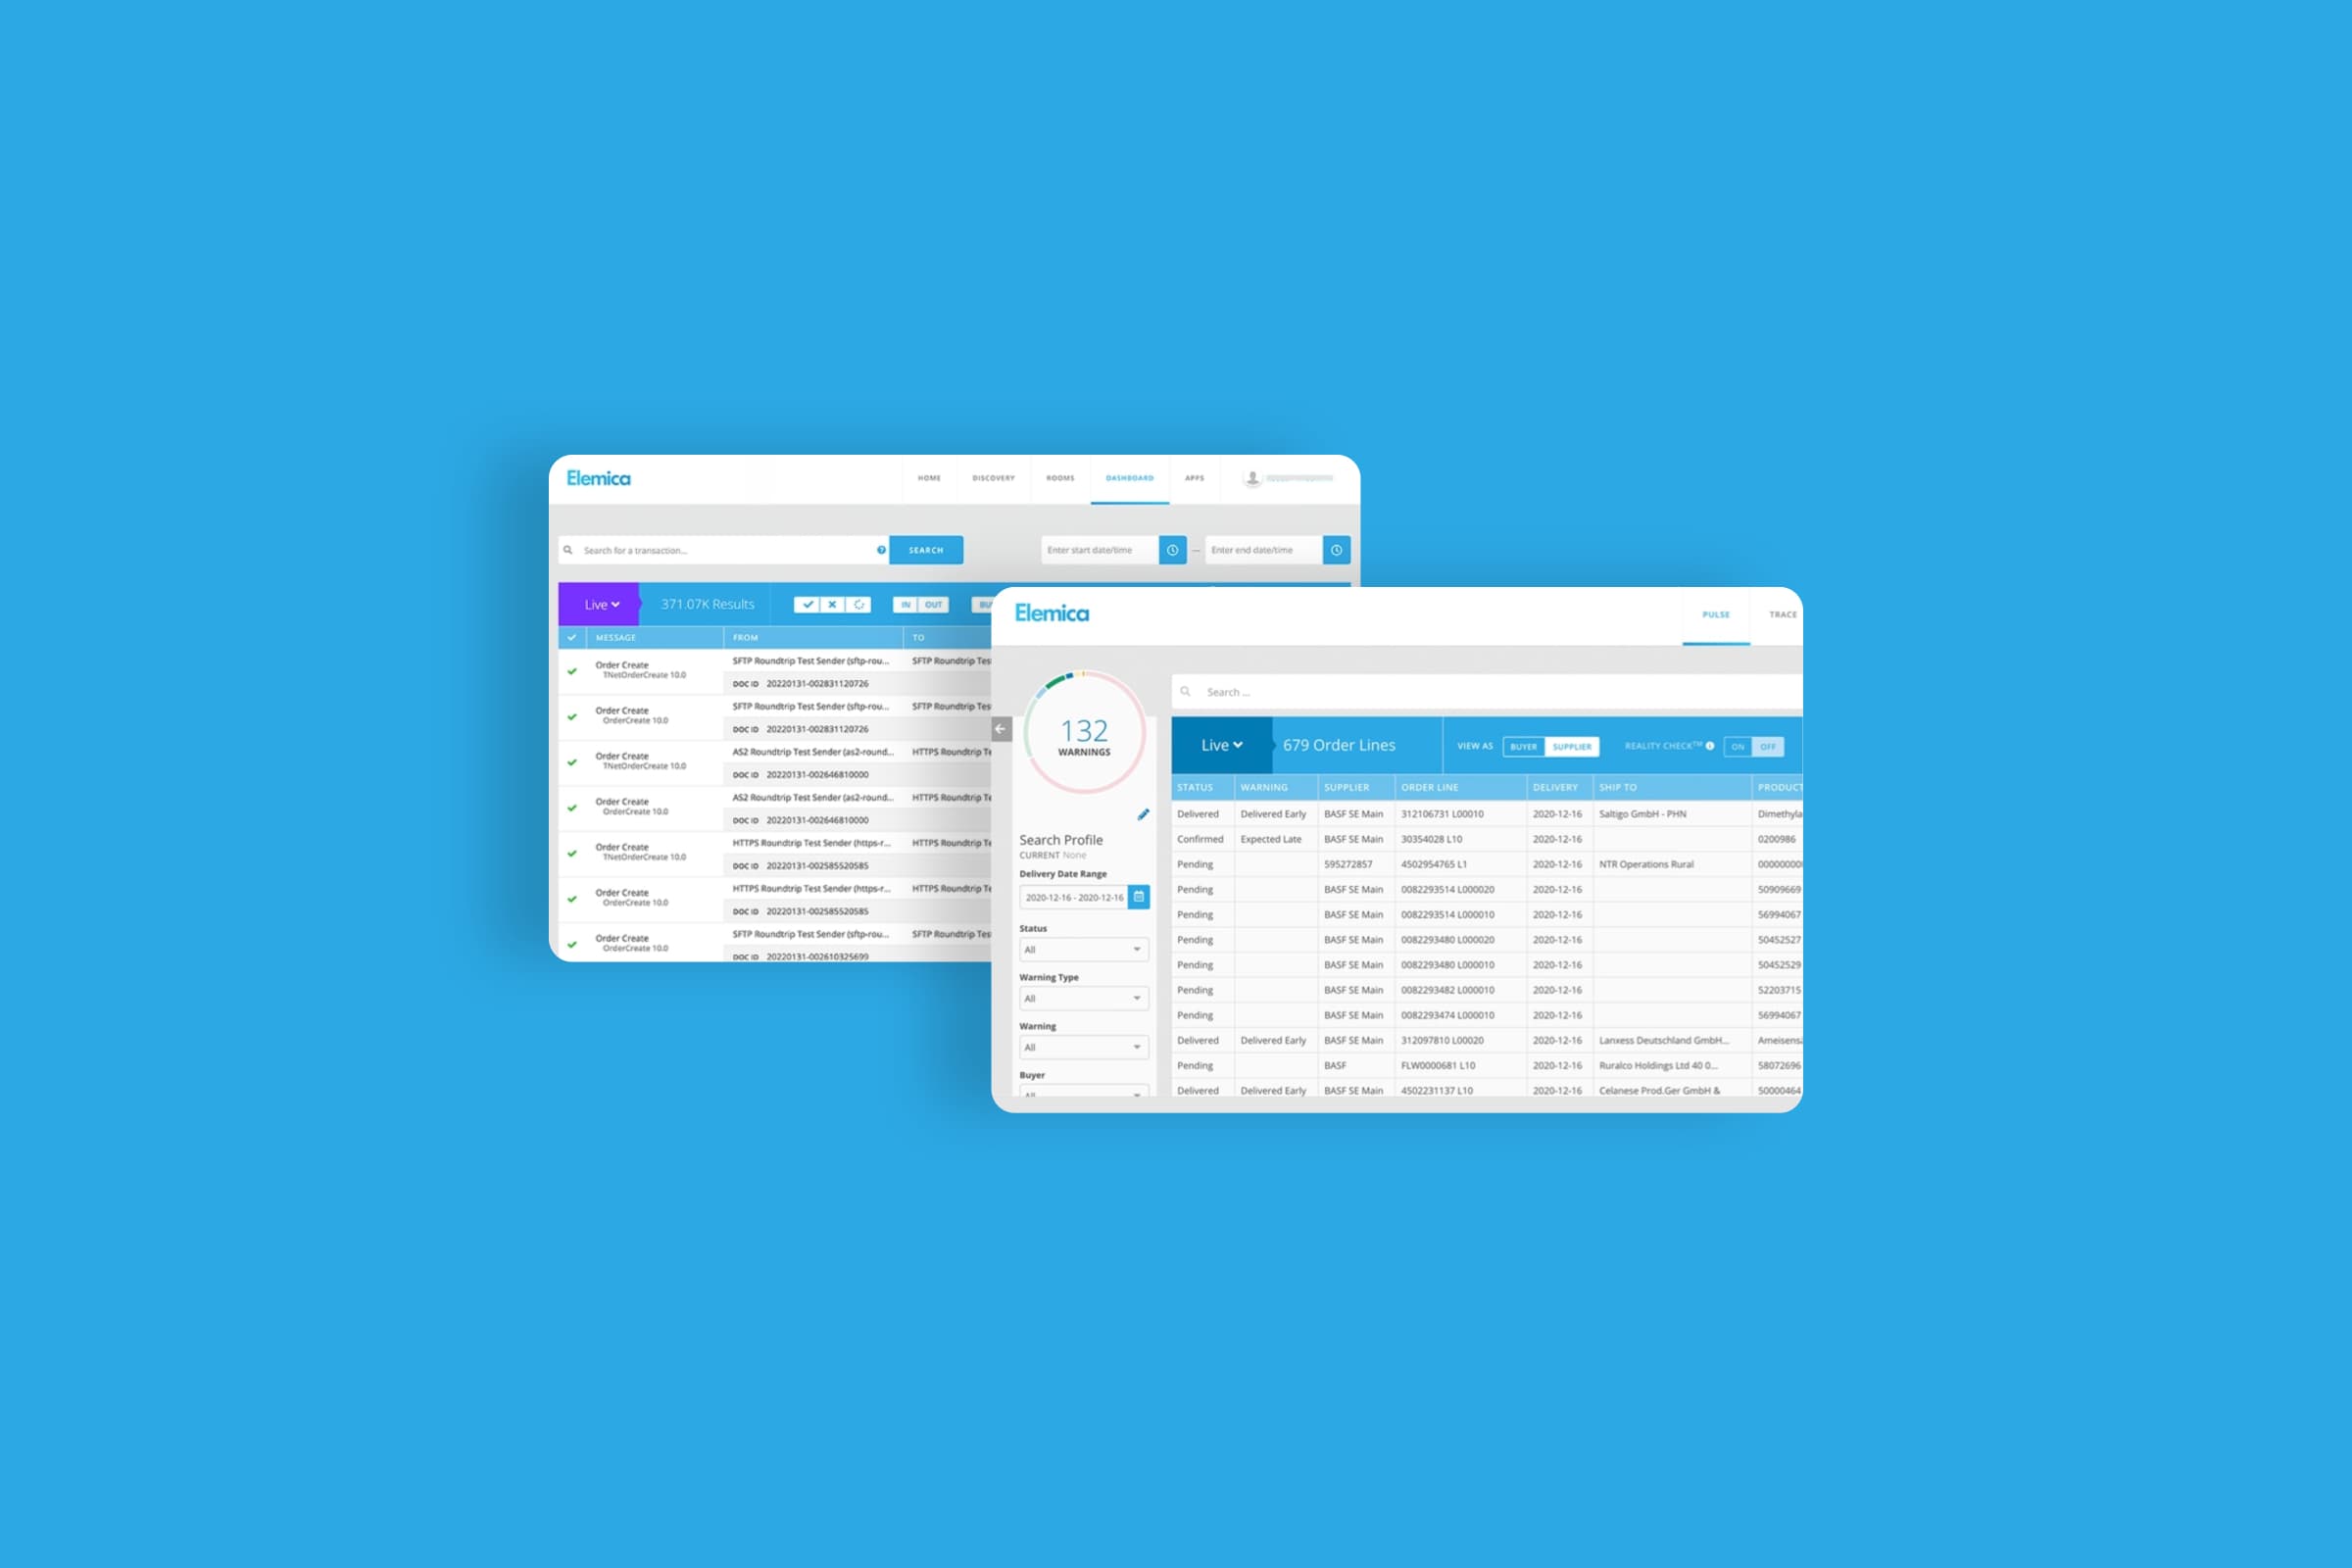 Elemica
HOME DISCOVERY ROOMS DASHBOARD APPS
Search for a transaction... ? SEARCH Enter start date/time — Enter end date/time
Live 371.07K Results IN OUT
MESSAGE FROM TO
Order Create SFTP Roundtrip Test Sender (sftp-rou... SFTP Roundtrip Tes
TNetOrderCreate 10.0 DOC ID 20220131-002831120726
Order Create SFTP Roundtrip Test Sender (sftp-rou... SFTP Roundtrip Tes
OrderCreate 10.0 DOC ID 20220131-002831120726
Order Create AS2 Roundtrip Test Sender (as2-round... HTTPS Roundtrip Te
TNetOrderCreate 10.0 DOC ID 20220131-002646810000
Order Create AS2 Roundtrip Test Sender (as2-round... HTTPS Roundtrip Te
OrderCreate 10.0 DOC ID 20220131-002646810000
Order Create HTTPS Roundtrip Test Sender (https-r... HTTPS Roundtrip Te
TNetOrderCreate 10.0 DOC ID 20220131-002585520585
Order Create HTTPS Roundtrip Test Sender (https-r... HTTPS Roundtrip Te
OrderCreate 10.0 DOC ID 20220131-002585520585
Order Create SFTP Roundtrip Test Sender (sftp-rou... SFTP Roundtrip Tes
OrderCreate 10.0 DOC ID 20220131-002610325699
Elemica
PULSE TRACE
132
WARNINGS
Search Profile
CURRENT None
Delivery Date Range
2020-12-16 - 2020-12-16
Status
All
Warning Type
All
Warning
All
Buyer
All
Search ...
Live 679 Order Lines VIEW AS BUYER SUPPLIER REALITY CHECK™ ON OFF
STATUS WARNING SUPPLIER ORDER LINE DELIVERY SHIP TO PRODUCT
Delivered Delivered Early BASF SE Main 312106731 L00010 2020-12-16 Saltigo GmbH - PHN Dimethyla
Confirmed Expected Late BASF SE Main 30354028 L10 2020-12-16 0200986
Pending 595272857 4502954765 L1 2020-12-16 NTR Operations Rural 00000000
Pending BASF SE Main 0082293514 L000020 2020-12-16 50909669
Pending BASF SE Main 0082293514 L000010 2020-12-16 56994067
Pending BASF SE Main 0082293480 L000020 2020-12-16 50452527
Pending BASF SE Main 0082293480 L000010 2020-12-16 50452529
Pending BASF SE Main 0082293482 L000010 2020-12-16 52203715
Pending BASF SE Main 0082293474 L000010 2020-12-16 56994067
Delivered Delivered Early BASF SE Main 312097810 L00020 2020-12-16 Lanxess Deutschland GmbH... Ameisens
Pending BASF FLW0000681 L10 2020-12-16 Ruralco Holdings Ltd 40 0... 58072696
Delivered Delivered Early BASF SE Main 4502231137 L10 2020-12-16 Celanese Prod.Ger GmbH & 50000464